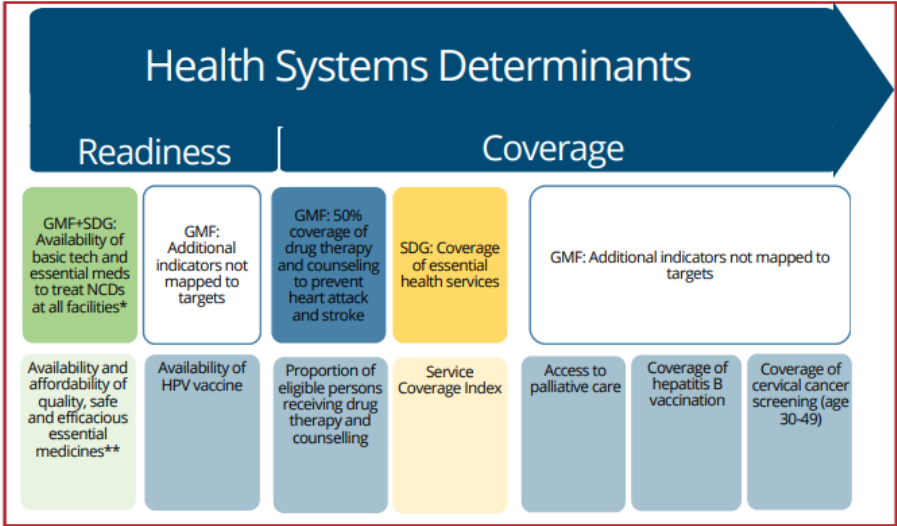 Health Systems Determinants
Readiness
Coverage
GMF+SDG:
Availability of
basic tech and
essential meds
to treat NCDs
at all facilities*
GMF:
Additional
indicators not
mapped to
targets
GMF: 50%
coverage of
drug therapy
and counseling
to prevent
heart attack
and stroke
SDG: Coverage
of essential
health services
GMF: Additional indicators not mapped to
targets
Availability and
affordability of
quality, safe
and efficacious
essential
medicines**
Availability of
HPV vaccine
Proportion of
eligible persons
receiving drug
therapy and
counselling
Service
Coverage Index
Access to
palliative care
Coverage of
hepatitis B
vaccination
Coverage of
cervical cancer
screening (age
30-49)